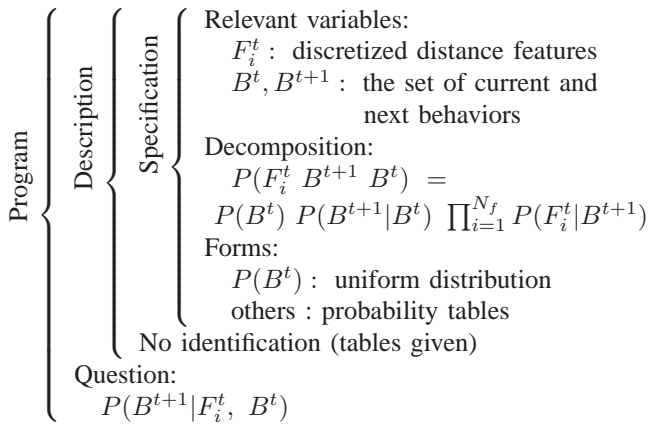 Program
Description
Specification
Relevant variables:
F_i^t : discretized distance features
B^t, B^{t+1} : the set of current and
next behaviors
Decomposition:
P(F_i^t B^{t+1} B^t) =
P(B^t) P(B^{t+1}|B^t) ∏_{i=1}^{N_f} P(F_i^t|B^{t+1})
Forms:
P(B^t) : uniform distribution
others : probability tables
No identification (tables given)
Question:
P(B^{t+1}|F_i^t, B^t)